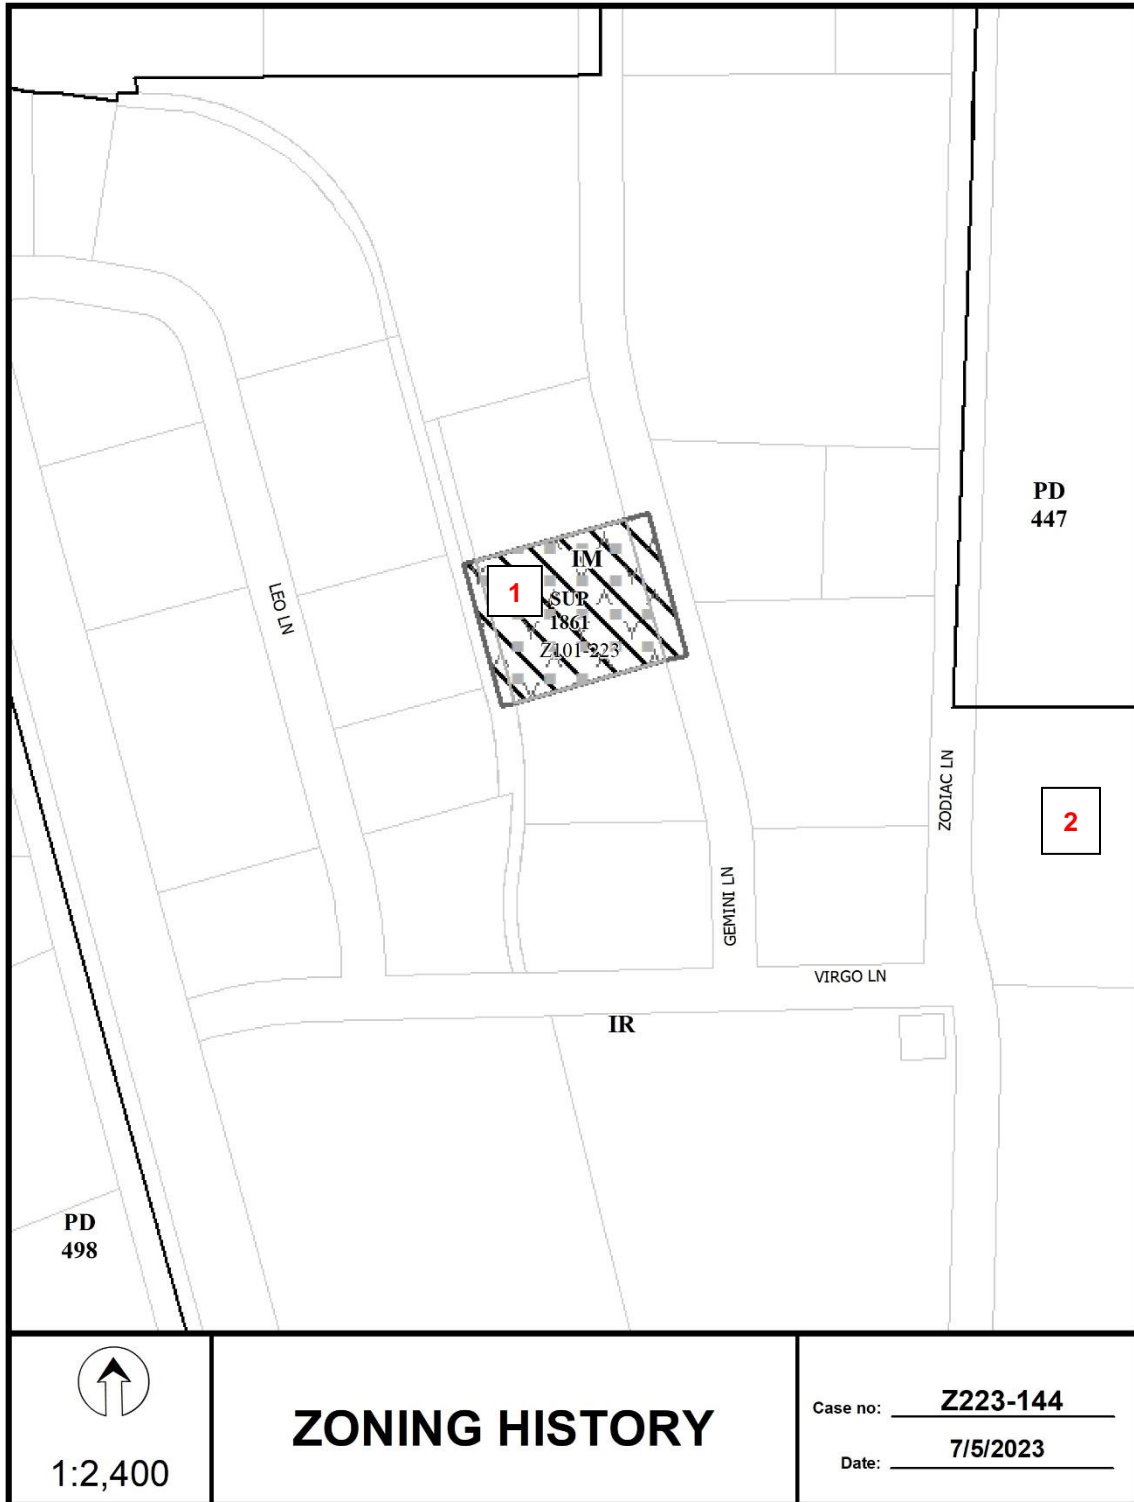 PD
447
IM
1
SUP
1861
Z101-223
LEO LN
ZODIAC LN
2
GEMINI LN
VIRGO LN
IR
PD
498
1:2,400
ZONING HISTORY
Case no: Z223-144
Date: 7/5/2023